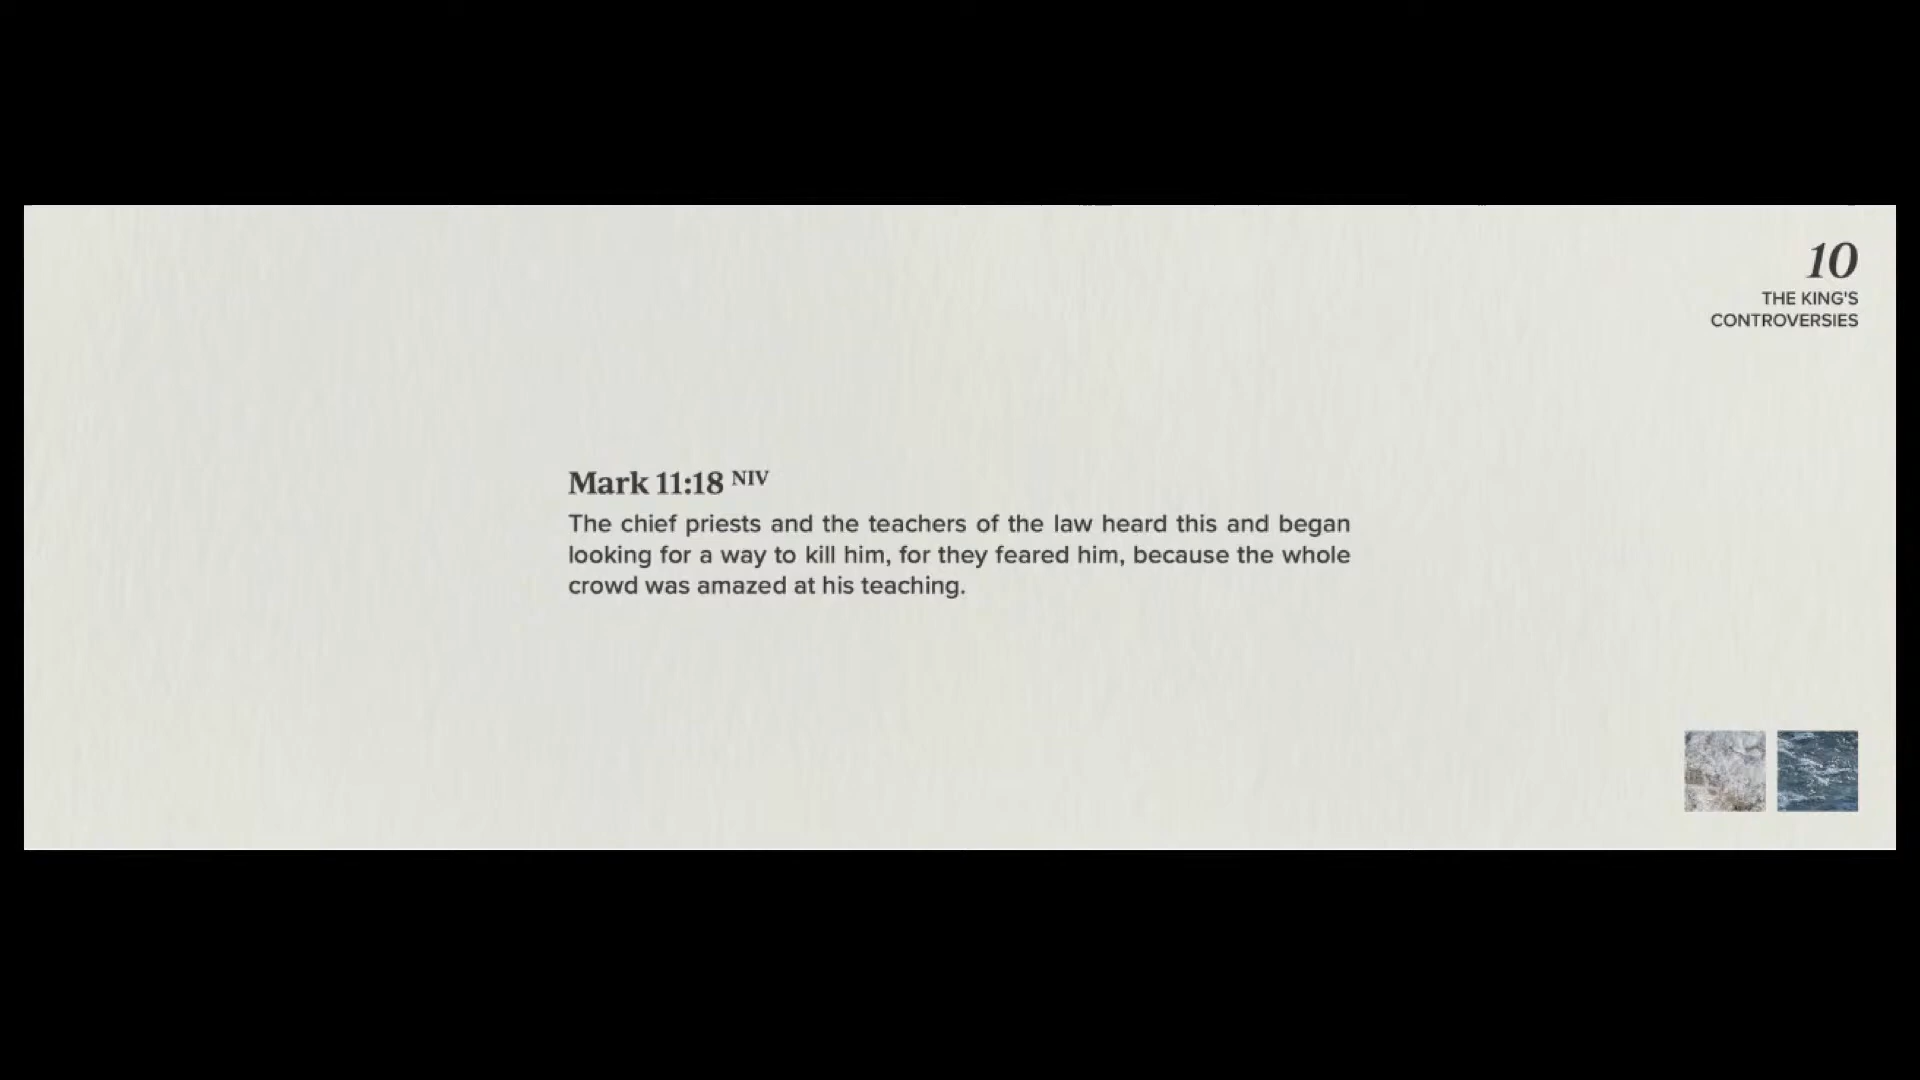 10
THE KING'S
CONTROVERSIES
Mark 11:18 NIV
The chief priests and the teachers of the law heard this and began
looking for a way to kill him, for they feared him, because the whole
crowd was amazed at his teaching.